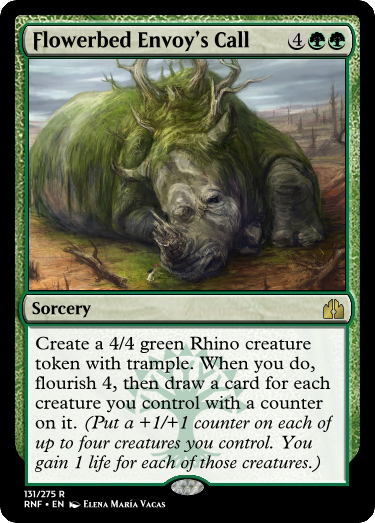 Flowerbed Envoy's Call 4
Sorcery
Create a 4/4 green Rhino creature
token with trample. When you do,
flourish 4, then draw a card for each
creature you control with a counter
on it. (Put a +1/+1 counter on each of
up to four creatures you control. You
gain 1 life for each of those creatures.)
131/275 R
RNF • EN Elena María Vacas